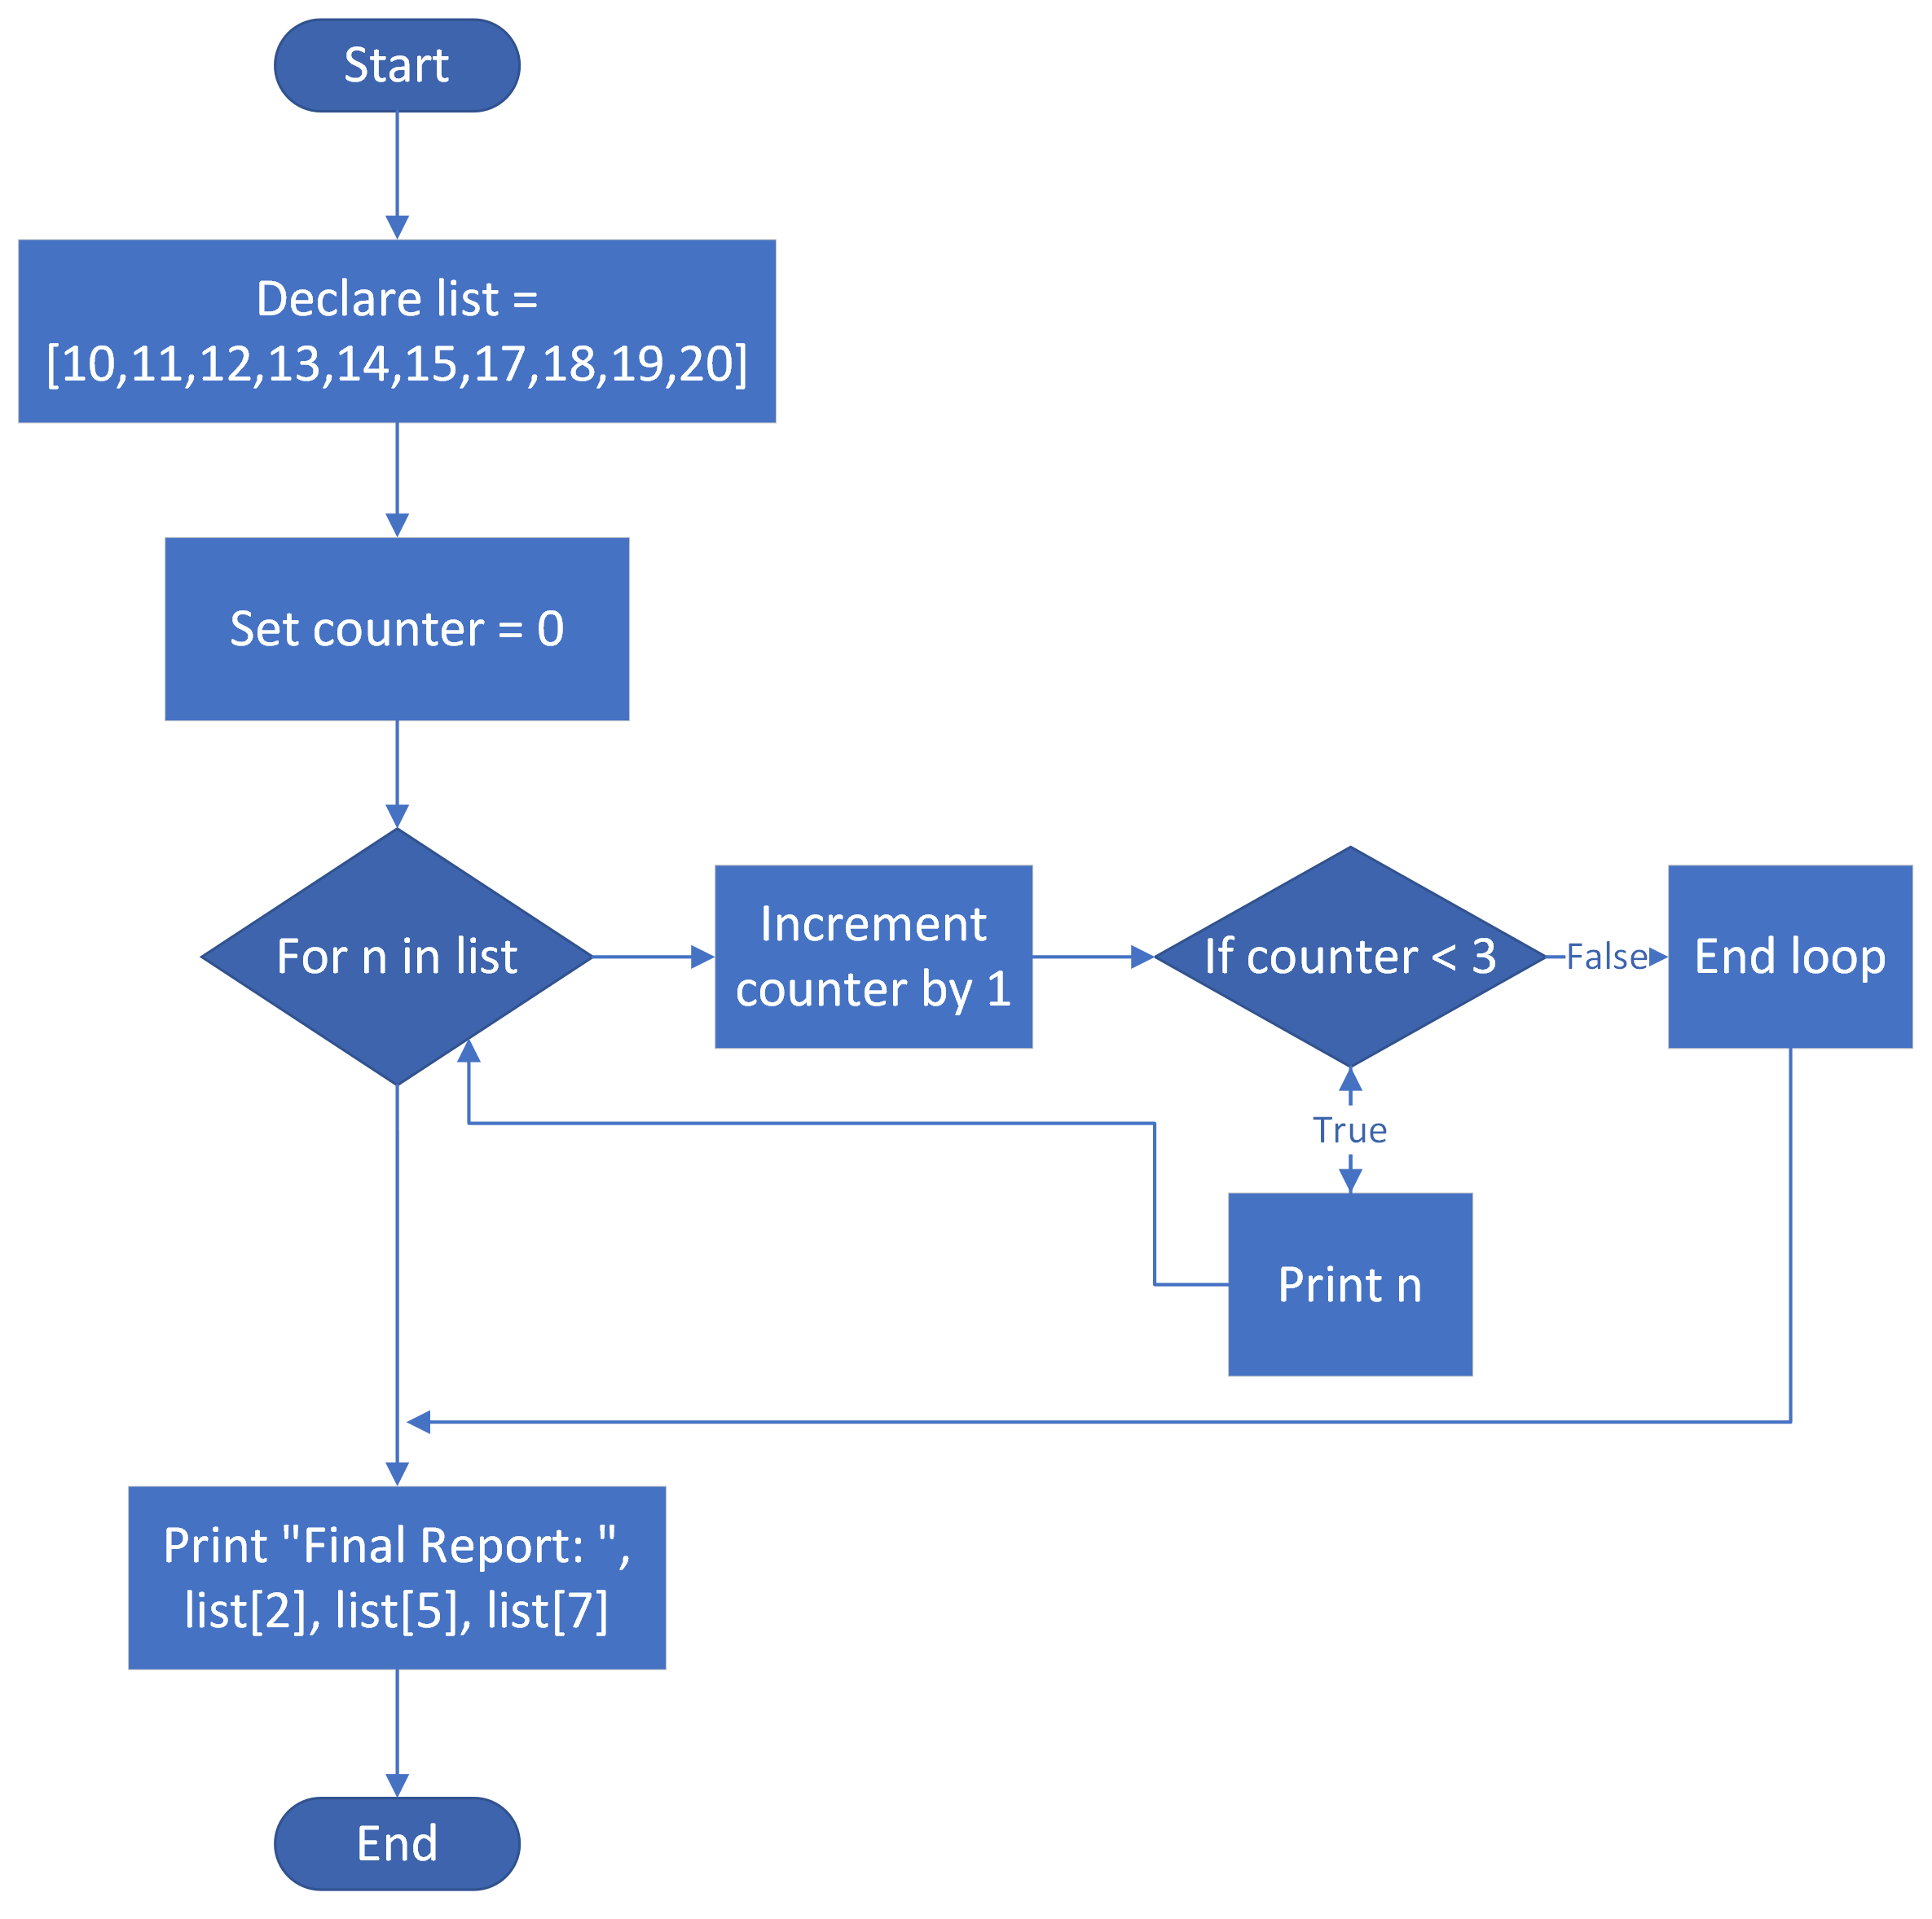 Start
Declare list =
[10,11,12,13,14,15,17,18,19,20]
Set counter = 0
For n in list
Increment
counter by 1
If counter < 3
False
End loop
True
Print n
Print "Final Report: ",
list[2], list[5], list[7]
End